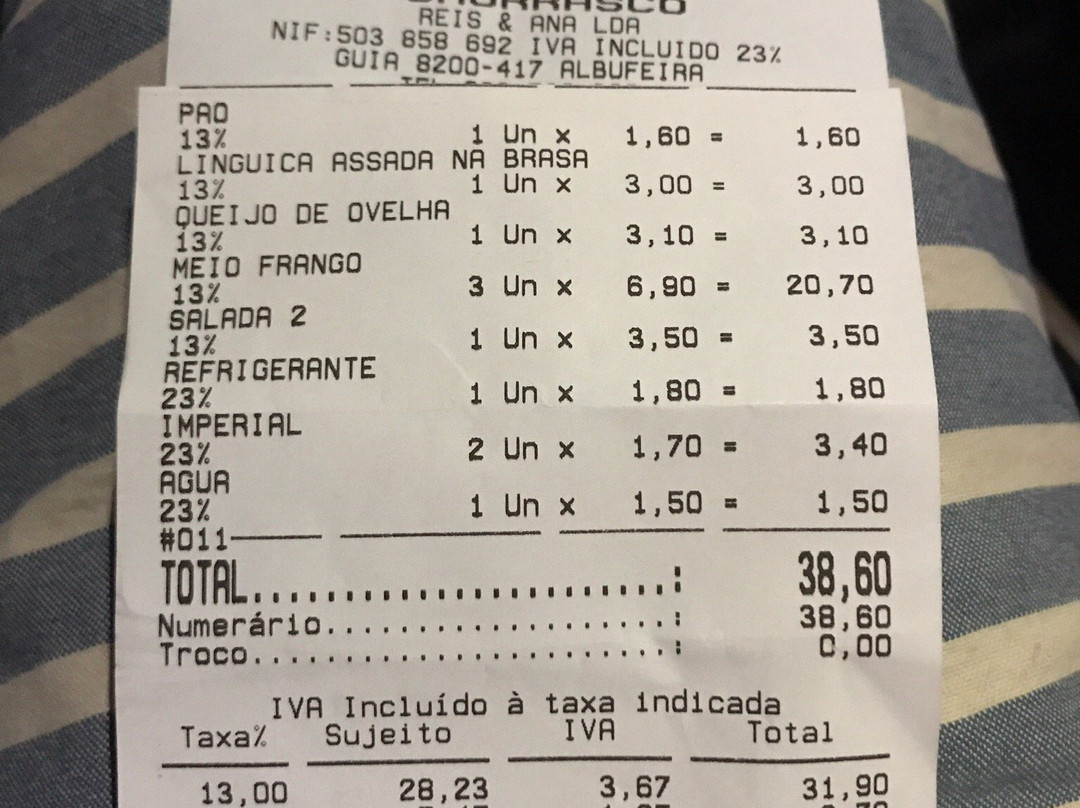 CHURRASCO
REIS & ANA LDA
NIF:503 858 692 IVA INCLUIDO 23%
GUIA 8200-417 ALBUFEIRA
PAO
13% 1 Un x 1,60 = 1,60
LINGUICA ASSADA NA BRASA
13% 1 Un x 3,00 = 3,00
QUEIJO DE OVELHA
13% 1 Un x 3,10 = 3,10
MEIO FRANGO
13% 3 Un x 6,90 = 20,70
SALADA 2
13% 1 Un x 3,50 = 3,50
REFRIGERANTE
23% 1 Un x 1,80 = 1,80
IMPERIAL
23% 2 Un x 1,70 = 3,40
AGUA
23% 1 Un x 1,50 = 1,50
#011
TOTAL.......................: 38,60
Numerário...................: 38,60
Troco.......................: 0,00
IVA Incluído à taxa indicada
Taxa% Sujeito IVA Total
13,00 28,23 3,67 31,90